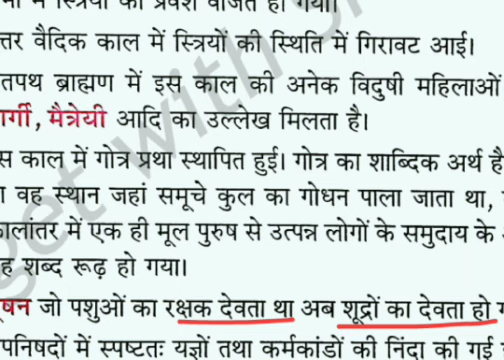 स्त्रियों का प्रवेश वर्जित हो गया।
त्तर वैदिक काल में स्त्रियों की स्थिति में गिरावट आई।
तपथ ब्राह्मण में इस काल की अनेक विदुषी महिलाओं
ार्गी, मैत्रेयी आदि का उल्लेख मिलता है।
स काल में गोत्र प्रथा स्थापित हुई। गोत्र का शाब्दिक अर्थ है
वह स्थान जहां समूचे कुल का गोधन पाला जाता था,
ालांतर में एक ही मूल पुरुष से उत्पन्न लोगों के समुदाय के
ह शब्द रूढ़ हो गया।
षन जो पशुओं का रक्षक देवता था अब शूद्रों का देवता हो
पनिषदों में स्पष्टतः यज्ञों तथा कर्मकांडों की निंदा की गई